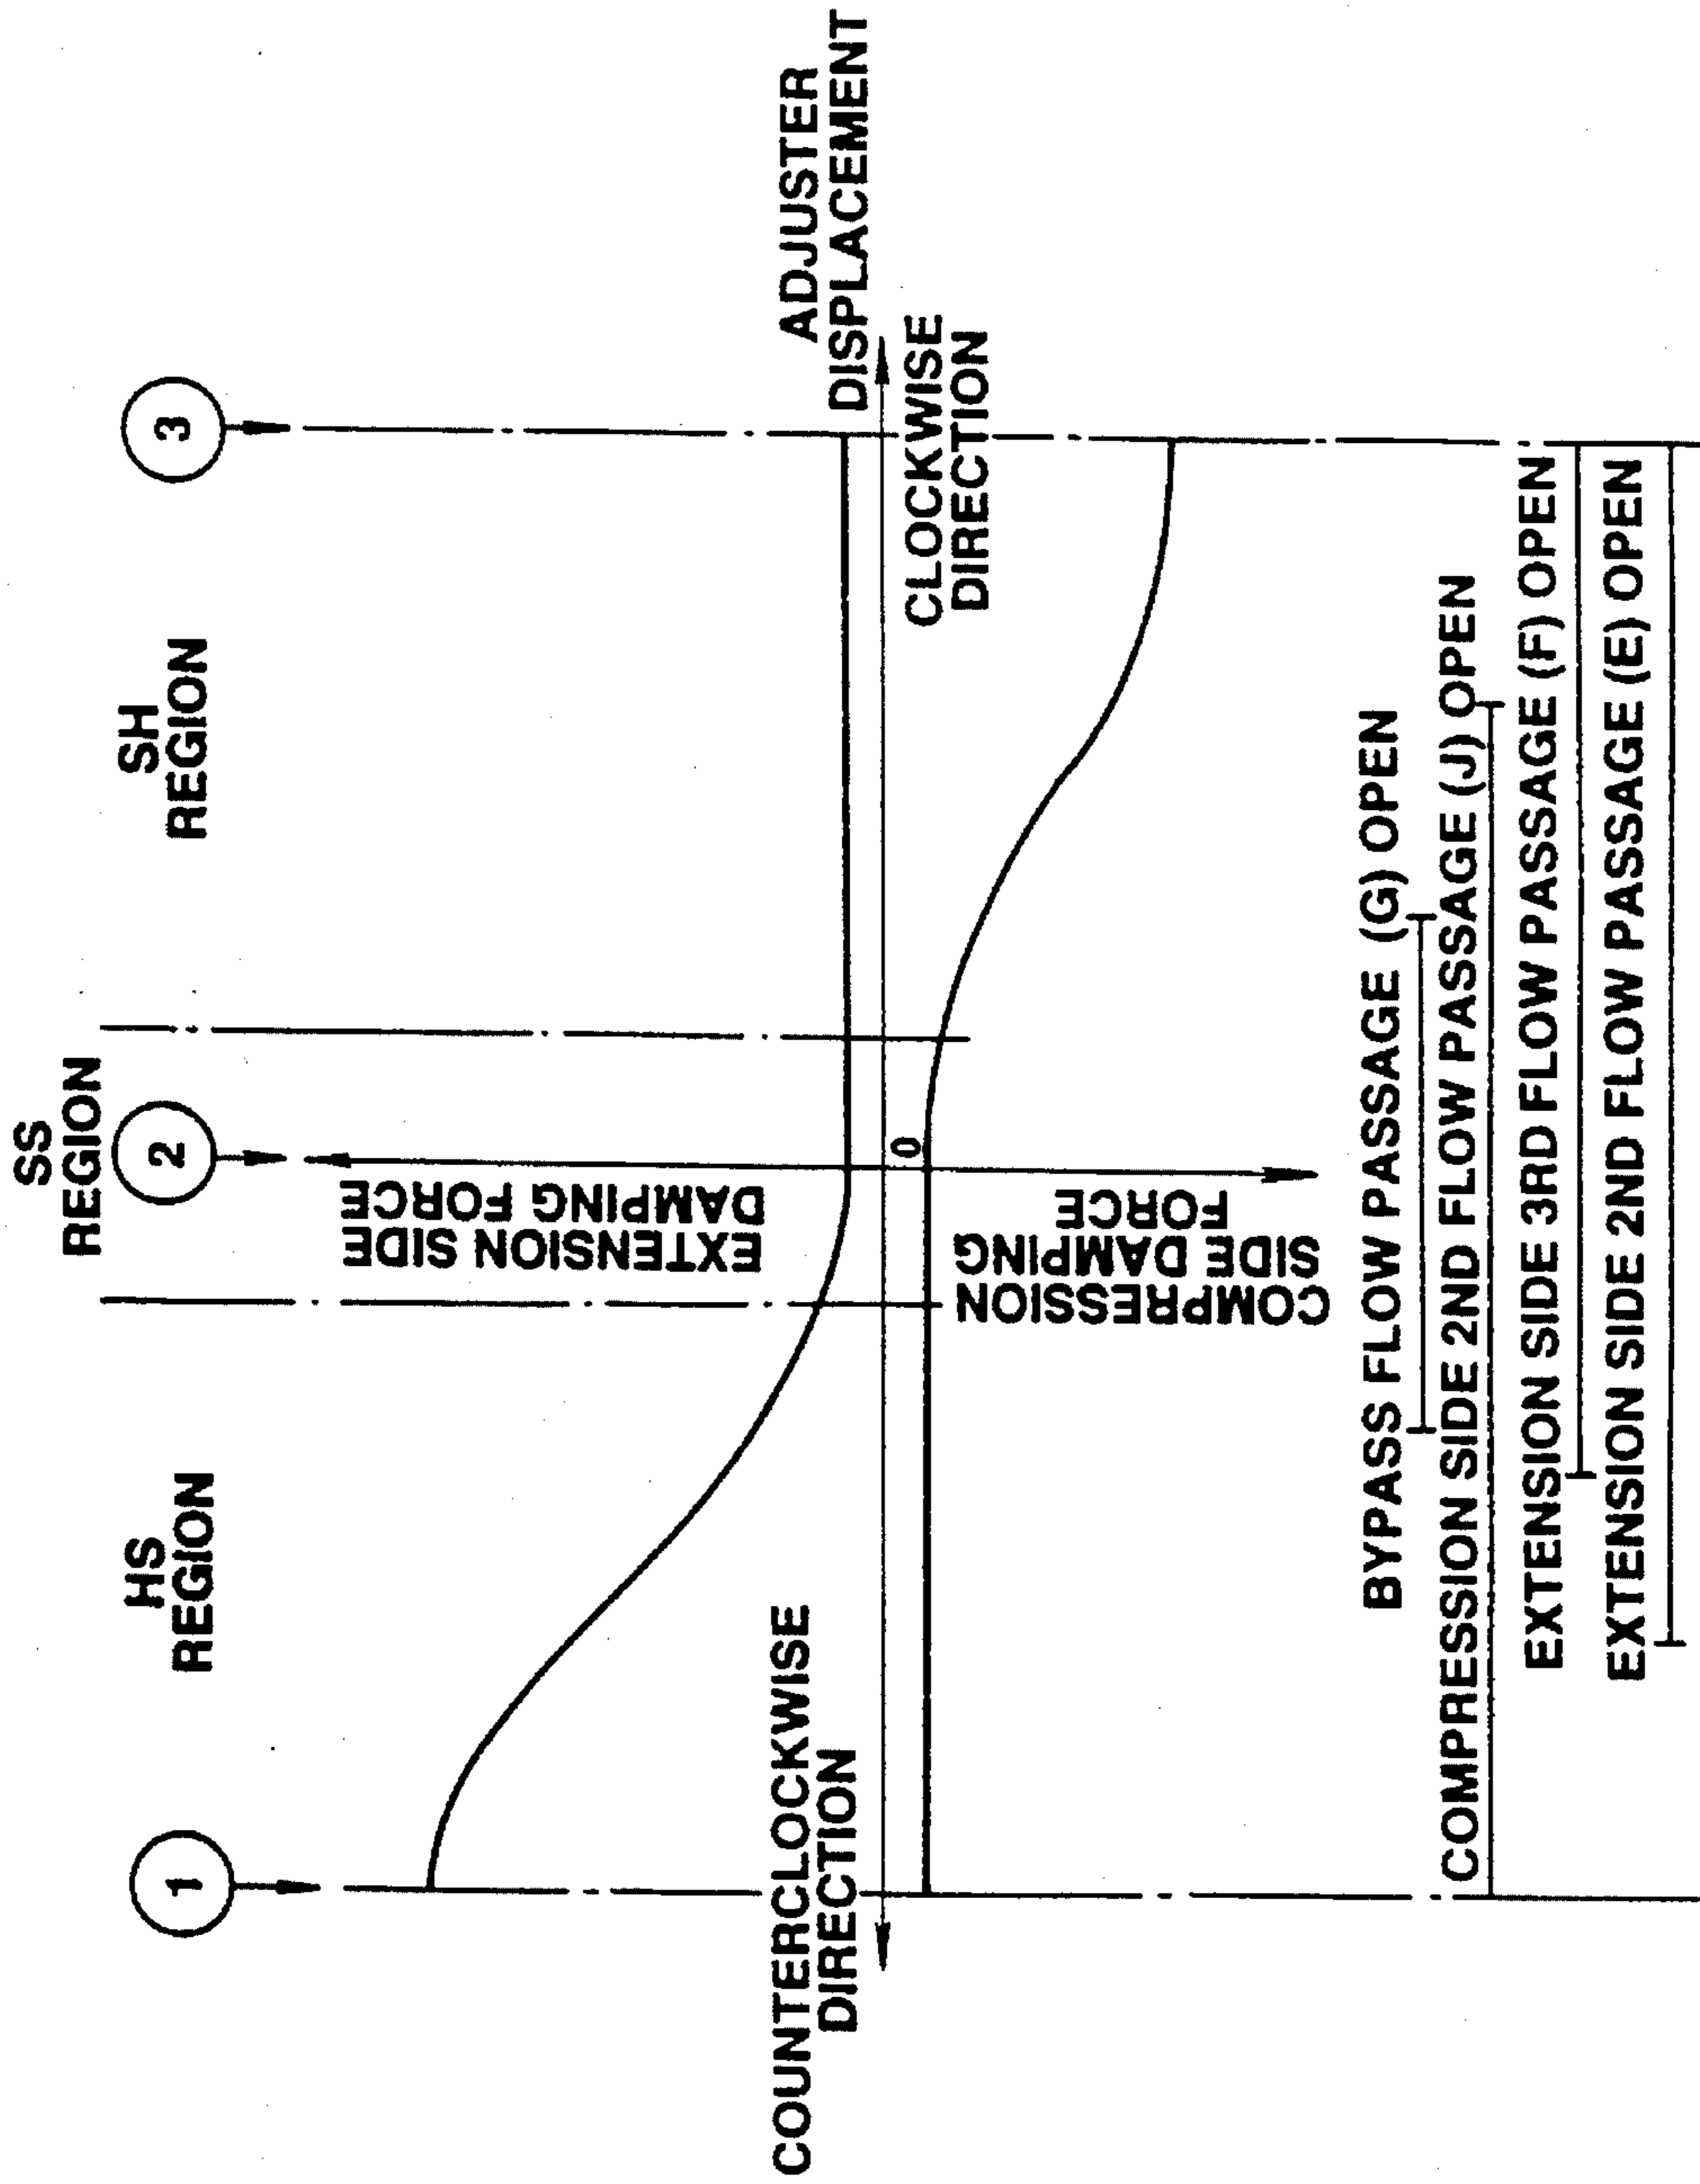 SS
REGION
HS
REGION
SH
REGION
1
2
3
EXTENSION SIDE
DAMPING FORCE
ADJUSTER
DISPLACEMENT
COUNTERCLOCKWISE
DIRECTION
0
CLOCKWISE
DIRECTION
COMPRESSION
SIDE DAMPING
FORCE
BYPASS FLOW PASSAGE (G) OPEN
COMPRESSION SIDE 2ND FLOW PASSAGE (J) OPEN
EXTENSION SIDE 3RD FLOW PASSAGE (F) OPEN
EXTENSION SIDE 2ND FLOW PASSAGE (E) OPEN